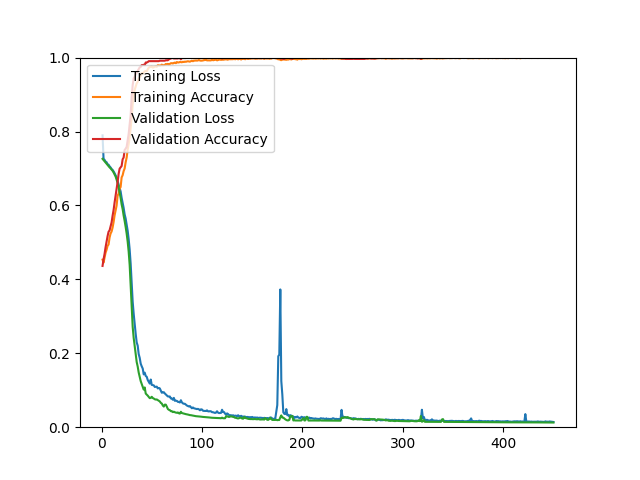 1.0
0.8
0.6
0.4
0.2
0.0
Training Loss
Training Accuracy
Validation Loss
Validation Accuracy
0 100 200 300 400